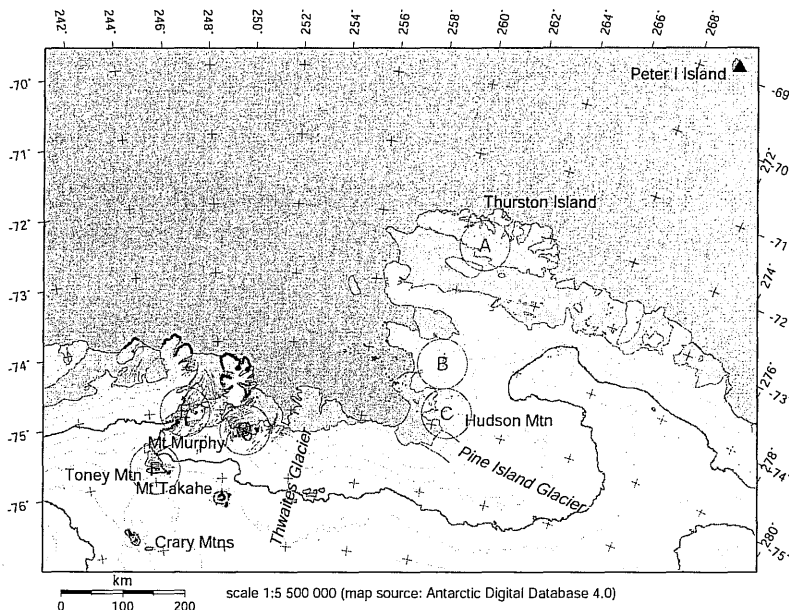 242˚ 244˚ 246˚ 248˚ 250˚ 252˚ 254˚ 256˚ 258˚ 260˚ 262˚ 264˚ 266˚ 268˚
Peter I Island
-70˚
-69
-71˚
272˚
-70
-72˚
Thurston Island
A
-71
274˚
-73˚
-72
-74˚
B
276˚
-73
C
Hudson Mtn
-75˚
Mt Murphy
Pine Island Glacier
278˚
-74˚
Toney Mtn
Mt Takahe
Thwaites Glacier
-76˚
Crary Mtns
280˚
-75˚
km
0 100 200
scale 1:5 500 000 (map source: Antarctic Digital Database 4.0)